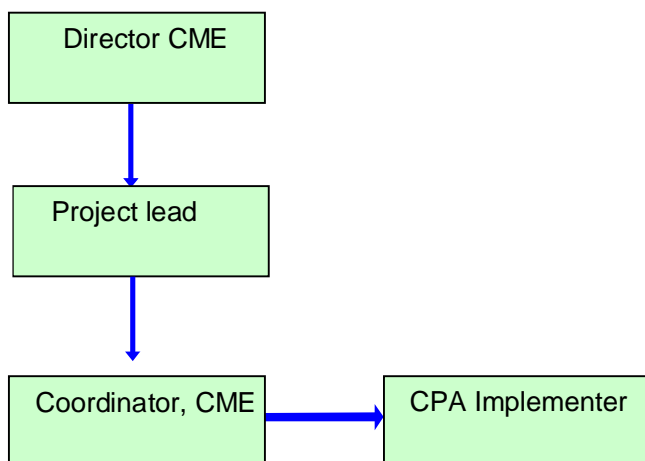 Director CME
Project lead
Coordinator, CME
CPA Implementer